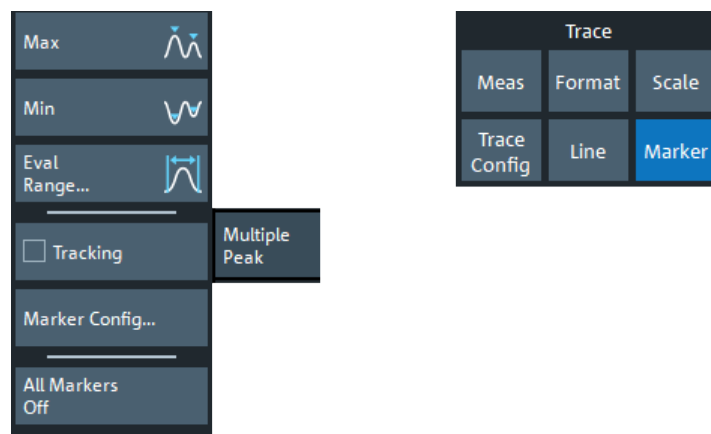 Max
Min
Eval
Range...
Tracking
Marker Config...
All Markers
Off
Multiple
Peak
Trace
Meas
Format
Scale
Trace
Config
Line
Marker